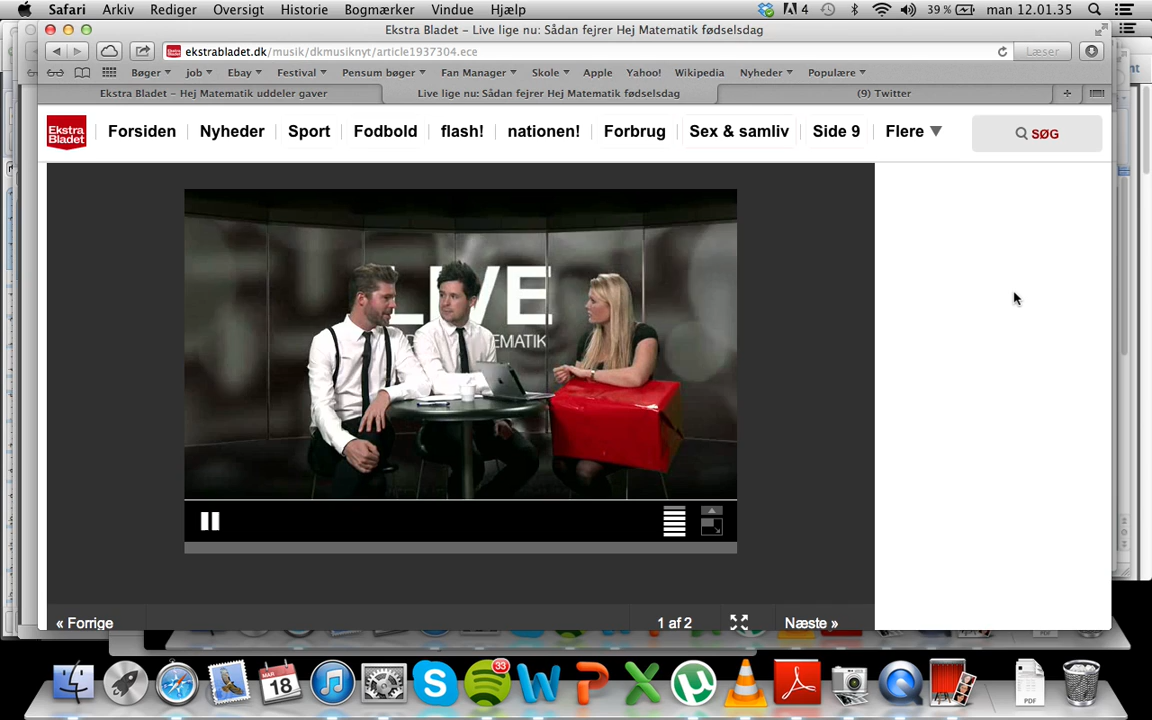 Safari Arkiv Rediger Oversigt Historie Bogmærker Vindue Hjælp 4 39 % man 12.01.35
Live lige nu: Sådan fejrer Hej Matematik fødselsdag
ekstrabladet.dk/musik/dkmusiknyt/article1937304.ece Læser
Bøger job Ebay Festival Pensum bøger Fan Manager Skole Apple Yahoo! Wikipedia Nyheder Populære
Ekstra Bladet – Hej Matematik uddeler gaver Live lige nu: Sådan fejrer Hej Matematik fødselsdag (9) Twitter
Ekstra Bladet Forsiden Nyheder Sport Fodbold flash! nationen! Forbrug Sex & samliv Side 9 Flere SØG
LIVE
EMATIK
« Forrige 1 af 2 Næste »
MAR
18
33
PDF